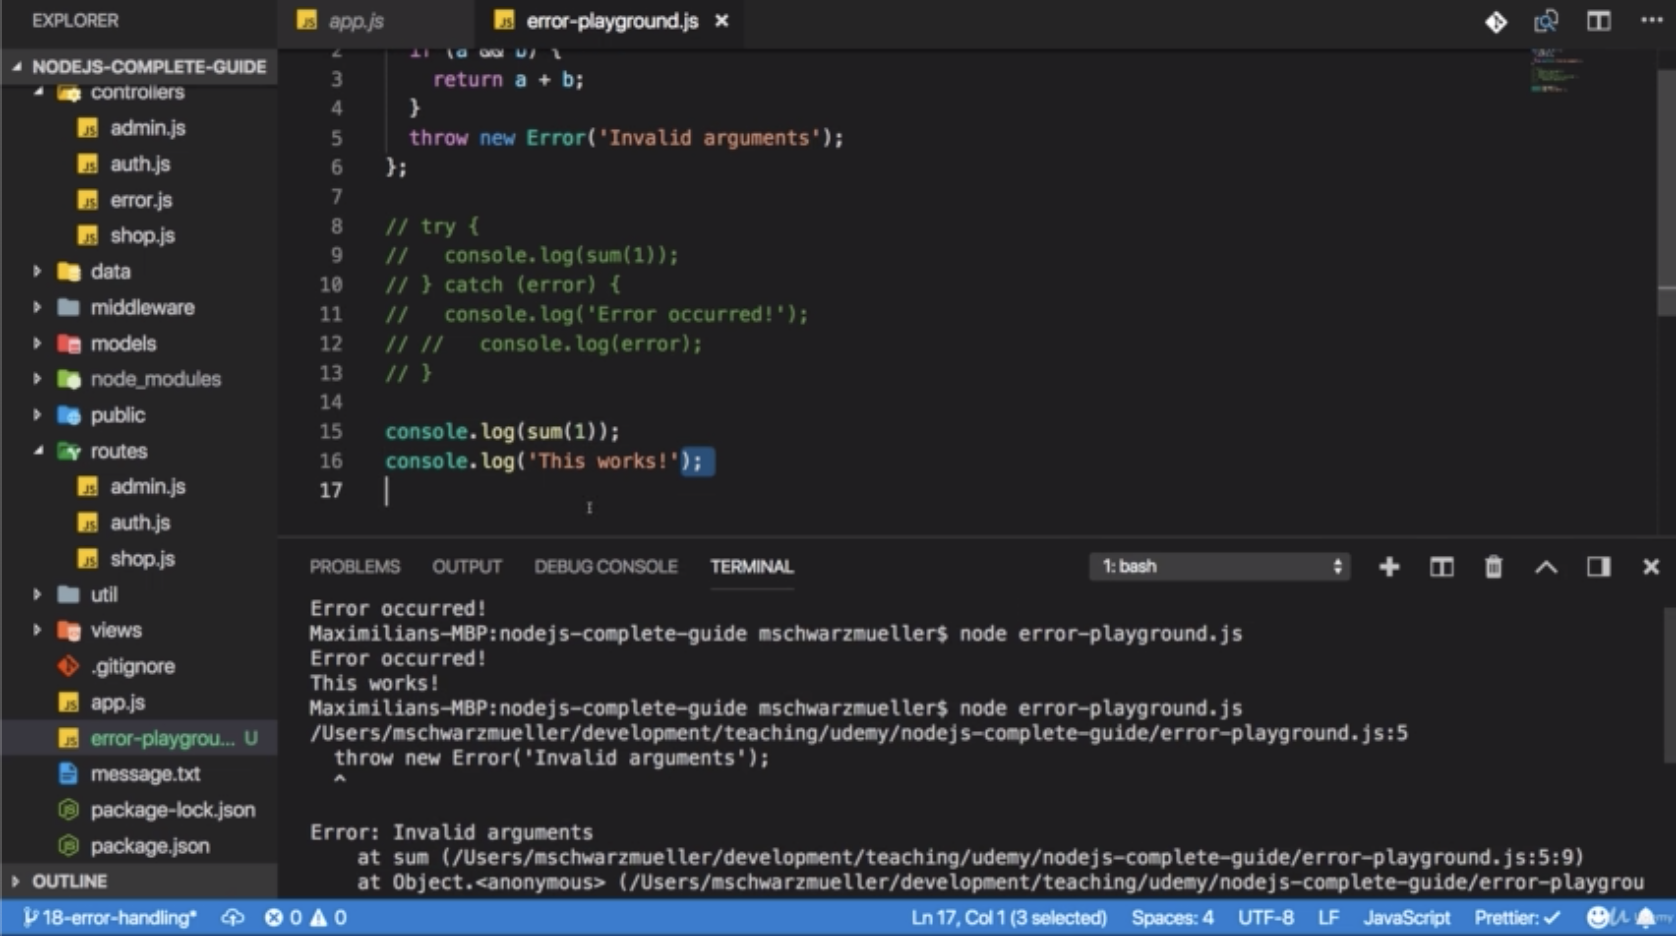 EXPLORER
app.js
error-playground.js
NODEJS-COMPLETE-GUIDE
controllers
admin.js
auth.js
error.js
shop.js
data
middleware
models
node_modules
public
routes
admin.js
auth.js
shop.js
util
views
.gitignore
app.js
error-playgrou... U
message.txt
package-lock.json
package.json
OUTLINE
2 if (a && b) {
3 return a + b;
4 }
5 throw new Error('Invalid arguments');
6 };
7
8 // try {
9 //   console.log(sum(1));
10 // } catch (error) {
11 //   console.log('Error occurred!');
12 // //   console.log(error);
13 // }
14
15 console.log(sum(1));
16 console.log('This works!');
17
PROBLEMS OUTPUT DEBUG CONSOLE TERMINAL 1: bash
Error occurred!
Maximilians-MBP:nodejs-complete-guide mschwarzmueller$ node error-playground.js
Error occurred!
This works!
Maximilians-MBP:nodejs-complete-guide mschwarzmueller$ node error-playground.js
/Users/mschwarzmueller/development/teaching/udemy/nodejs-complete-guide/error-playground.js:5
throw new Error('Invalid arguments');
^
Error: Invalid arguments
at sum (/Users/mschwarzmueller/development/teaching/udemy/nodejs-complete-guide/error-playground.js:5:9)
at Object.<anonymous> (/Users/mschwarzmueller/development/teaching/udemy/nodejs-complete-guide/error-playgrou
18-error-handling* 0 0 Ln 17, Col 1 (3 selected) Spaces: 4 UTF-8 LF JavaScript Prettier: ✓